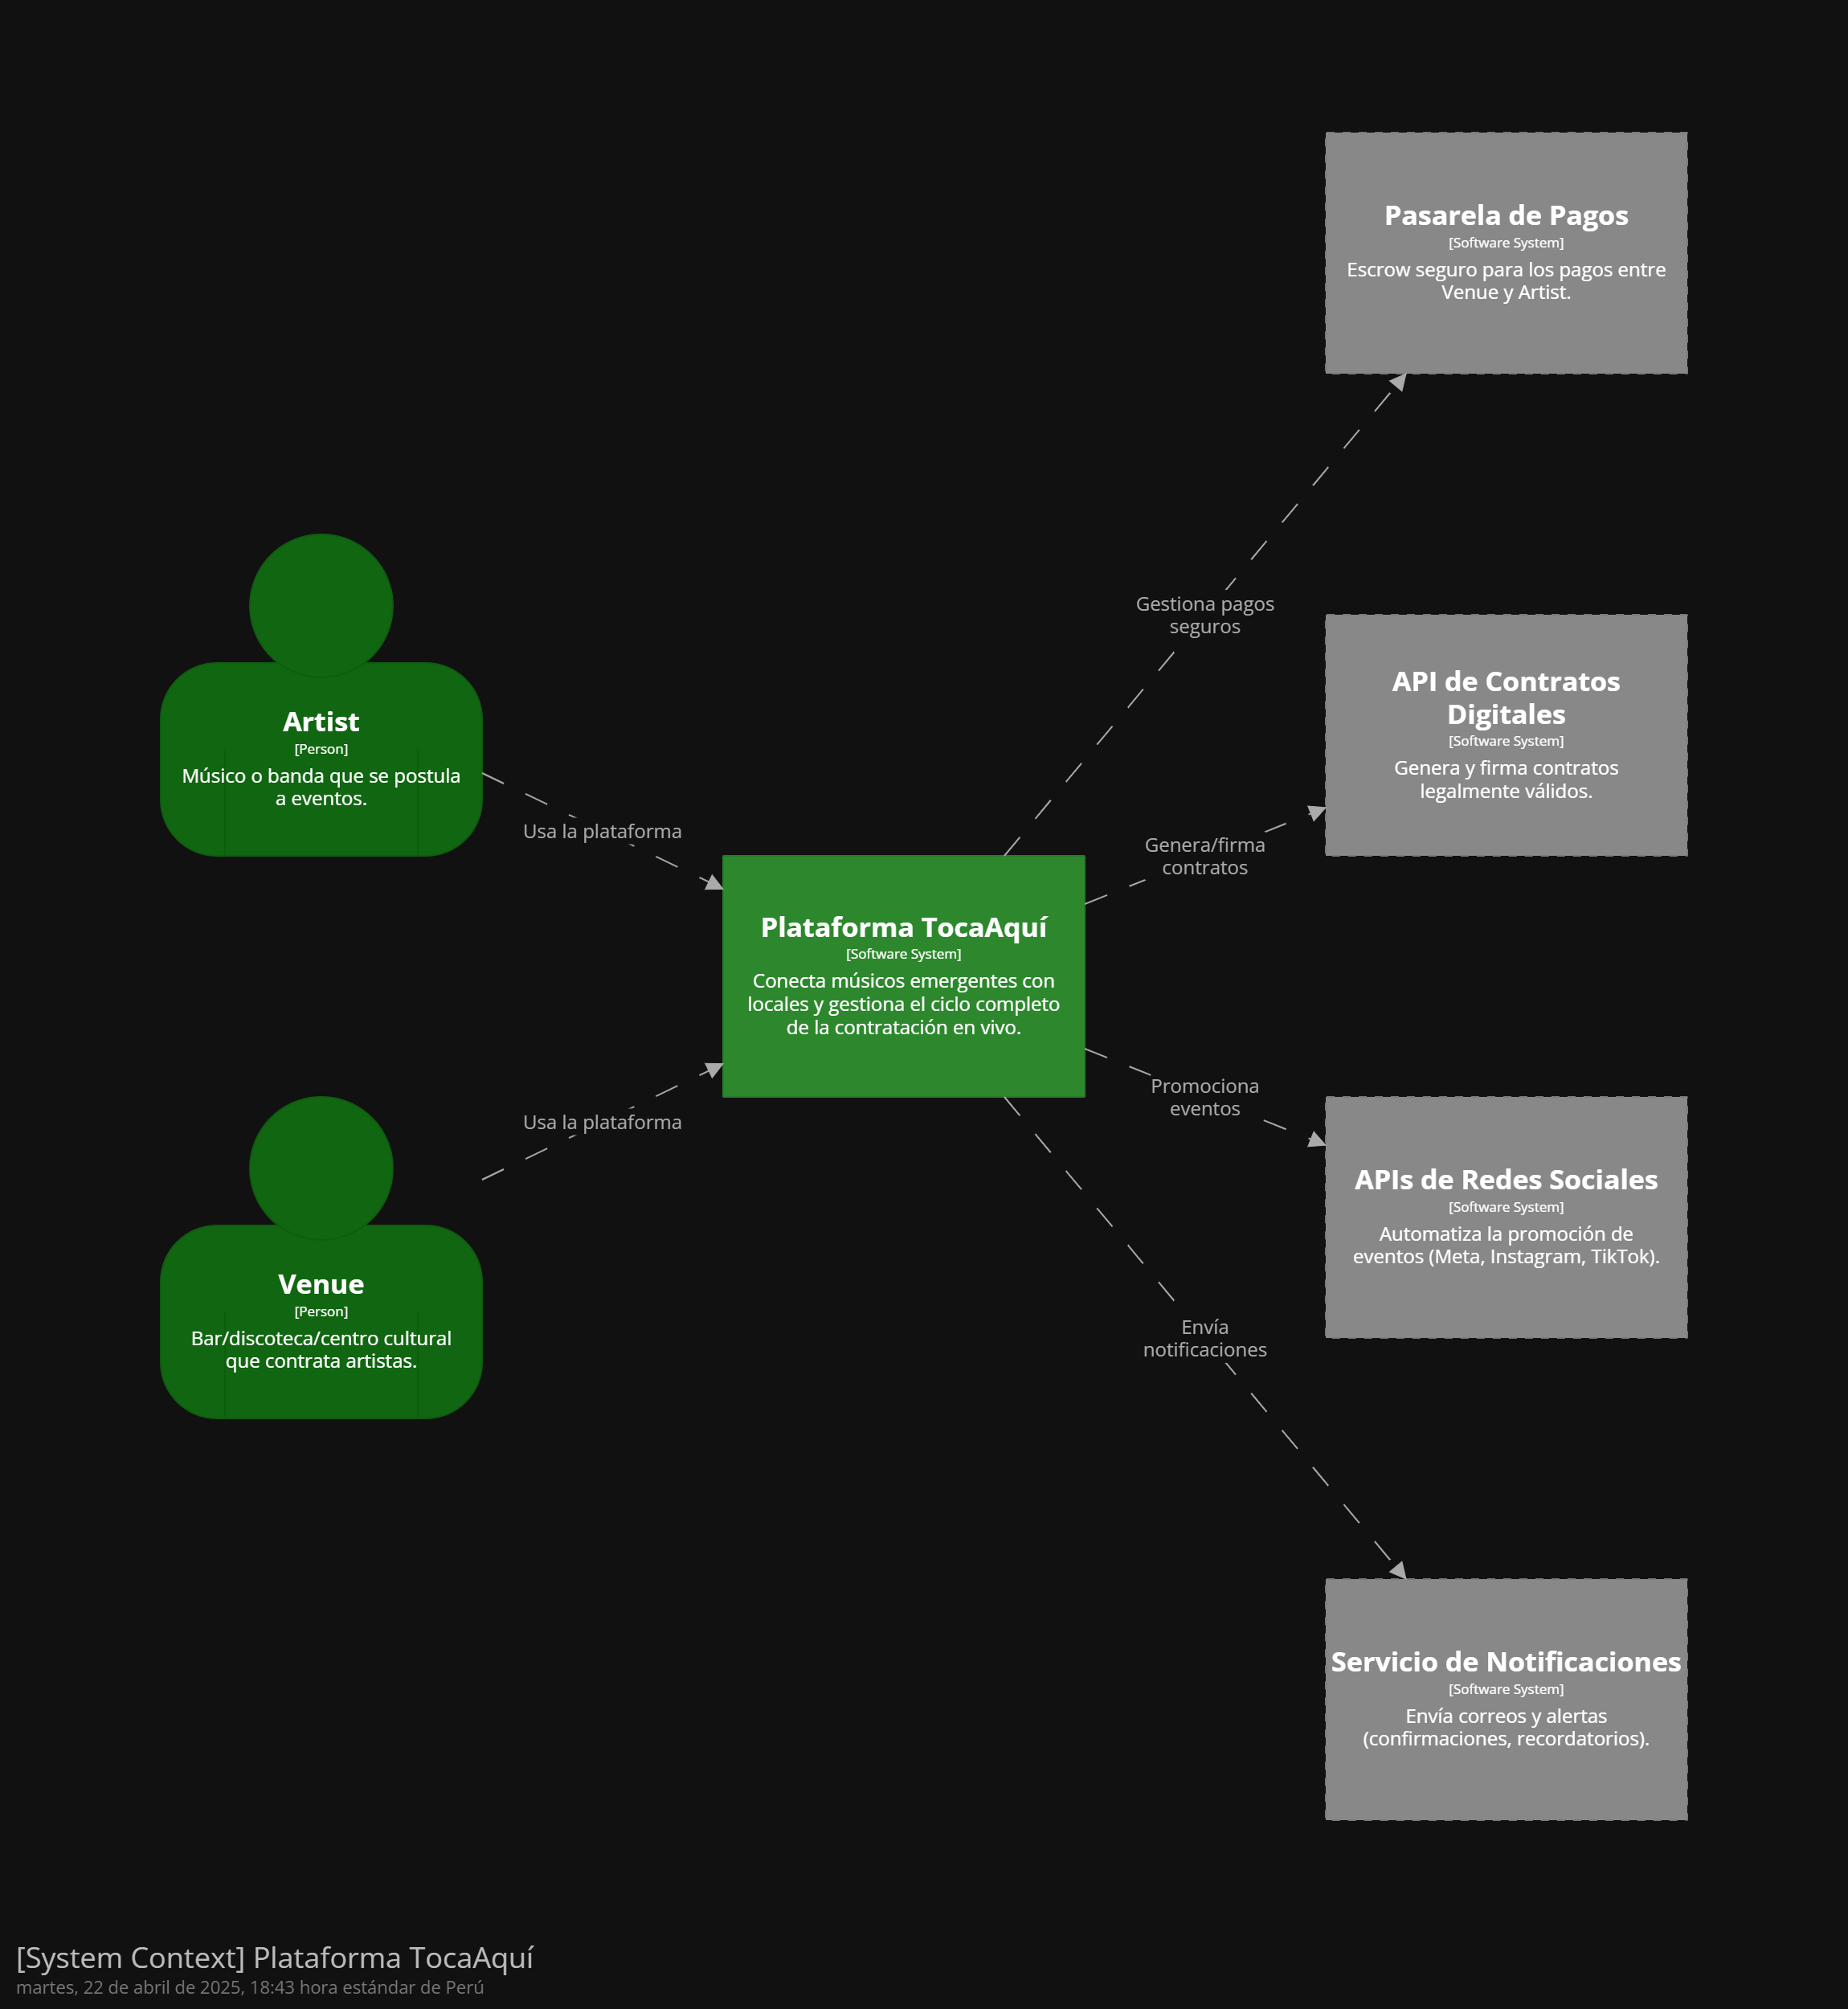 Pasarela de Pagos
[Software System]
Escrow seguro para los pagos entre
Venue y Artist.
Gestiona pagos
seguros
API de Contratos
Digitales
[Software System]
Genera y firma contratos
legalmente válidos.
Artist
[Person]
Músico o banda que se postula
a eventos.
Usa la plataforma
Genera/firma
contratos
Plataforma TocaAquí
[Software System]
Conecta músicos emergentes con
locales y gestiona el ciclo completo
de la contratación en vivo.
Usa la plataforma
Promociona
eventos
APIs de Redes Sociales
[Software System]
Automatiza la promoción de
eventos (Meta, Instagram, TikTok).
Venue
[Person]
Bar/discoteca/centro cultural
que contrata artistas.
Envía
notificaciones
Servicio de Notificaciones
[Software System]
Envía correos y alertas
(confirmaciones, recordatorios).
[System Context] Plataforma TocaAquí
martes, 22 de abril de 2025, 18:43 hora estándar de Perú